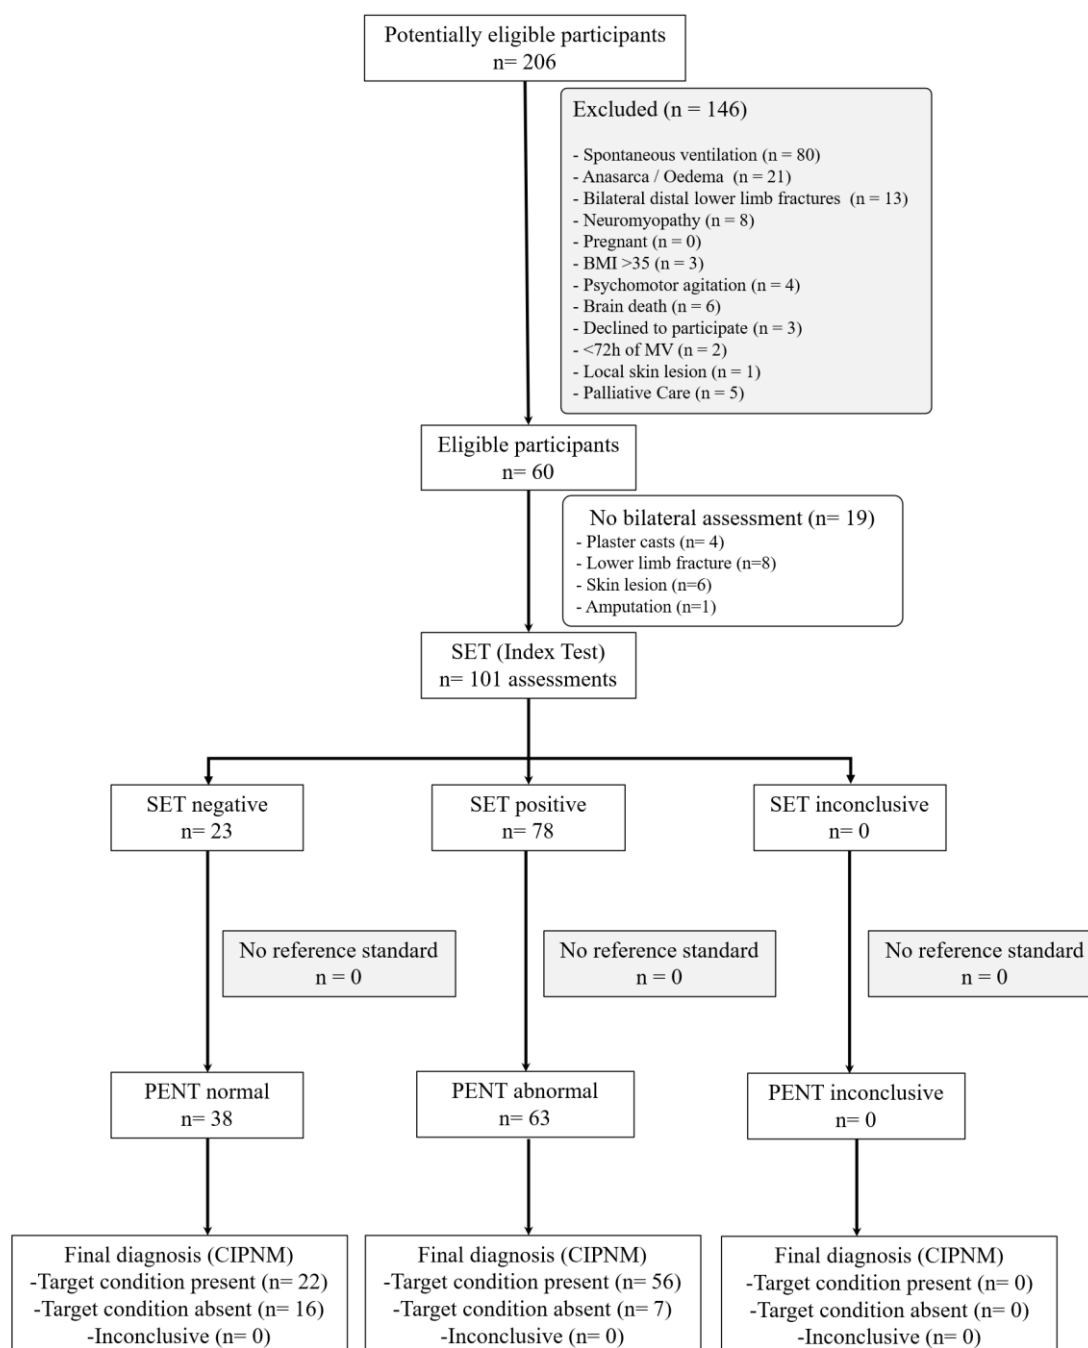 Potentially eligible participants
n= 206
Excluded (n = 146)
- Spontaneous ventilation (n = 80)
- Anasarca / Oedema (n = 21)
- Bilateral distal lower limb fractures (n = 13)
- Neuromyopathy (n = 8)
- Pregnant (n = 0)
- BMI >35 (n = 3)
- Psychomotor agitation (n = 4)
- Brain death (n = 6)
- Declined to participate (n = 3)
- <72h of MV (n = 2)
- Local skin lesion (n = 1)
- Palliative Care (n = 5)
Eligible participants
n= 60
No bilateral assessment (n= 19)
- Plaster casts (n= 4)
- Lower limb fracture (n=8)
- Skin lesion (n=6)
- Amputation (n=1)
SET (Index Test)
n= 101 assessments
SET negative
n= 23
SET positive
n= 78
SET inconclusive
n= 0
No reference standard
n = 0
No reference standard
n = 0
No reference standard
n = 0
PENT normal
n= 38
PENT abnormal
n= 63
PENT inconclusive
n= 0
Final diagnosis (CIPNM)
-Target condition present (n= 22)
-Target condition absent (n= 16)
-Inconclusive (n= 0)
Final diagnosis (CIPNM)
-Target condition present (n= 56)
-Target condition absent (n= 7)
-Inconclusive (n= 0)
Final diagnosis (CIPNM)
-Target condition present (n= 0)
-Target condition absent (n= 0)
-Inconclusive (n= 0)